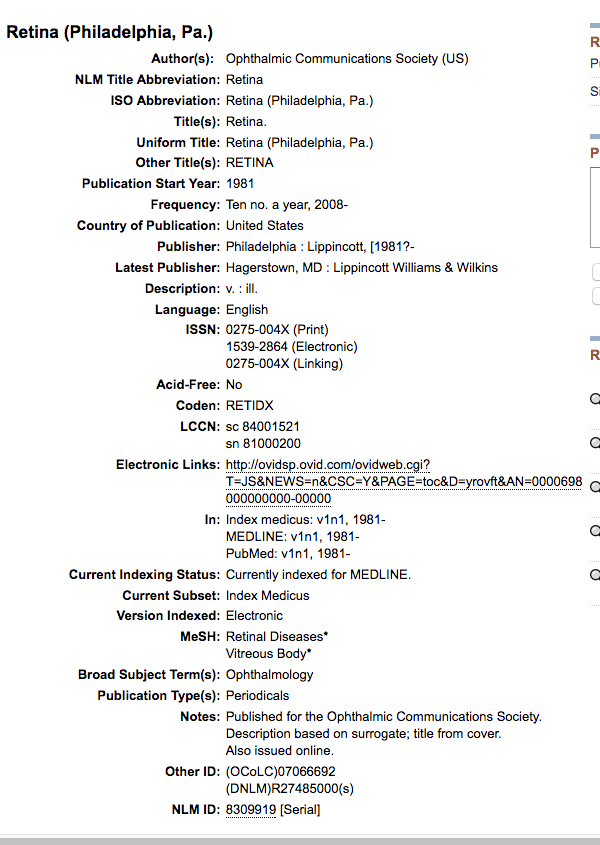 Retina (Philadelphia, Pa.)
Author(s): Ophthalmic Communications Society (US)
NLM Title Abbreviation: Retina
ISO Abbreviation: Retina (Philadelphia, Pa.)
Title(s): Retina.
Uniform Title: Retina (Philadelphia, Pa.)
Other Title(s): RETINA
Publication Start Year: 1981
Frequency: Ten no. a year, 2008-
Country of Publication: United States
Publisher: Philadelphia : Lippincott, [1981?-
Latest Publisher: Hagerstown, MD : Lippincott Williams & Wilkins
Description: v. : ill.
Language: English
ISSN: 0275-004X (Print)
1539-2864 (Electronic)
0275-004X (Linking)
Acid-Free: No
Coden: RETIDX
LCCN: sc 84001521
sn 81000200
Electronic Links: http://ovidsp.ovid.com/ovidweb.cgi?
T=JS&NEWS=n&CSC=Y&PAGE=toc&D=yrovft&AN=0000698
000000000-00000
In: Index medicus: v1n1, 1981-
MEDLINE: v1n1, 1981-
PubMed: v1n1, 1981-
Current Indexing Status: Currently indexed for MEDLINE.
Current Subset: Index Medicus
Version Indexed: Electronic
MeSH: Retinal Diseases*
Vitreous Body*
Broad Subject Term(s): Ophthalmology
Publication Type(s): Periodicals
Notes: Published for the Ophthalmic Communications Society.
Description based on surrogate; title from cover.
Also issued online.
Other ID: (OCoLC)07066692
(DNLM)R27485000(s)
NLM ID: 8309919 [Serial]